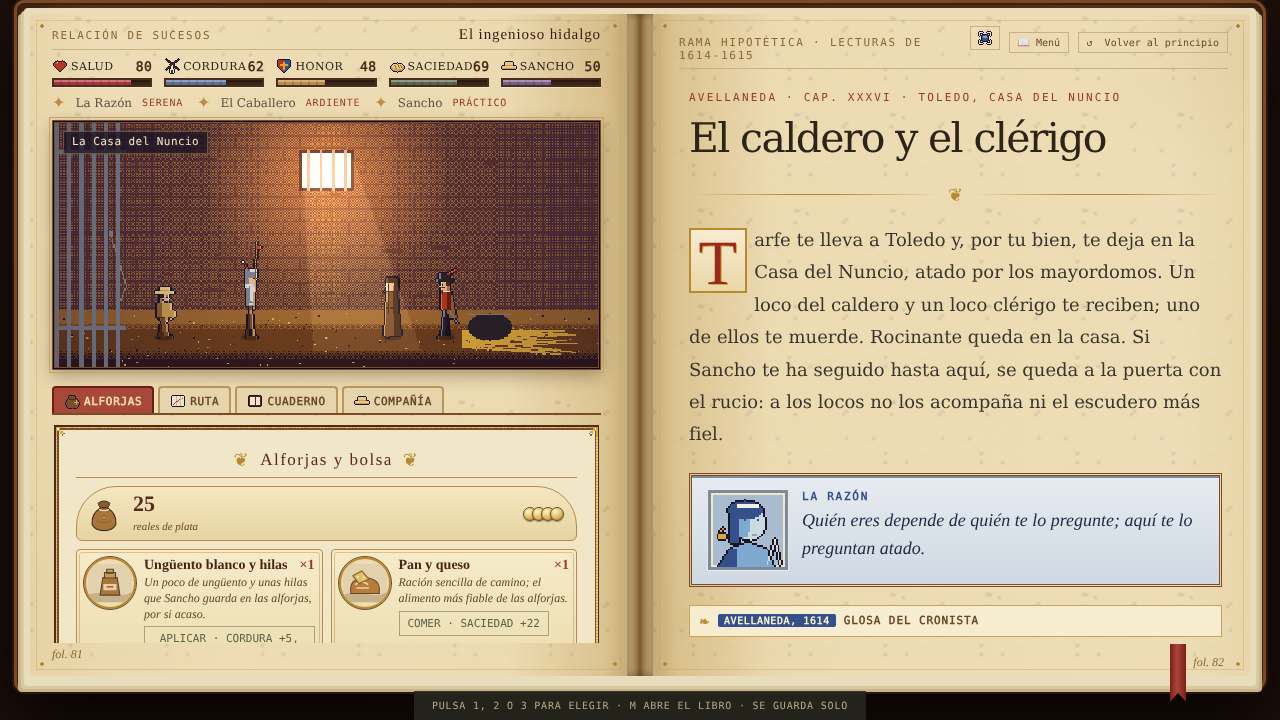 RELACIÓN DE SUCESOS
El ingenioso hidalgo
SALUD 80
CORDURA 62
HONOR 48
SACIEDAD 69
SANCHO 50
La Razón SERENA
El Caballero ARDIENTE
Sancho PRÁCTICO
La Casa del Nuncio
ALFORJAS
RUTA
CUADERNO
COMPAÑÍA
Alforjas y bolsa
25
reales de plata
Ungüento blanco y hilas ×1
Un poco de ungüento y unas hilas
que Sancho guarda en las alforjas,
por si acaso.
APLICAR · CORDURA +5,
Pan y queso ×1
Ración sencilla de camino; el
alimento más fiable de las alforjas.
COMER · SACIEDAD +22
fol. 81
RAMA HIPOTÉTICA · LECTURAS DE
1614-1615
Menú
↺ Volver al principio
AVELLANEDA · CAP. XXXVI · TOLEDO, CASA DEL NUNCIO
El caldero y el clérigo
Tarfe te lleva a Toledo y, por tu bien, te deja en la
Casa del Nuncio, atado por los mayordomos. Un
loco del caldero y un loco clérigo te reciben; uno
de ellos te muerde. Rocinante queda en la casa. Si
Sancho te ha seguido hasta aquí, se queda a la puerta con
el rucio: a los locos no los acompaña ni el escudero más
fiel.
LA RAZÓN
Quién eres depende de quién te lo pregunte; aquí te lo
preguntan atado.
AVELLANEDA, 1614 GLOSA DEL CRONISTA
fol. 82
PULSA 1, 2 O 3 PARA ELEGIR · M ABRE EL LIBRO · SE GUARDA SOLO